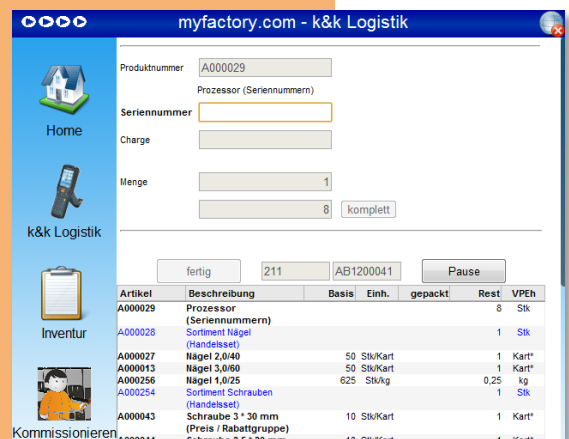 myfactory.com - k&k Logistik
Home
k&k Logistik
Inventur
Kommissionieren
Produktnummer A000029
Prozessor (Seriennummern)
Seriennummer
Charge
Menge 1
8 komplett
fertig 211 AB1200041 Pause
Artikel Beschreibung Basis Einh. gepackt Rest VPEh
A000029 Prozessor 8 Stk
(Seriennummern)
A000028 Sortiment Nägel 1 Stk
(Handelsset)
A000027 Nägel 2,0/40 50 Stk/Kart 1 Kart*
A000013 Nägel 3,0/60 50 Stk/Kart 1 Kart*
A000256 Nägel 1,0/25 625 Stk/kg 0,25 kg
A000254 Sortiment Schrauben 1 Stk
(Handelsset)
A000043 Schraube 3 * 30 mm 10 Stk/Kart 1 Kart*
(Preis / Rabattgruppe)